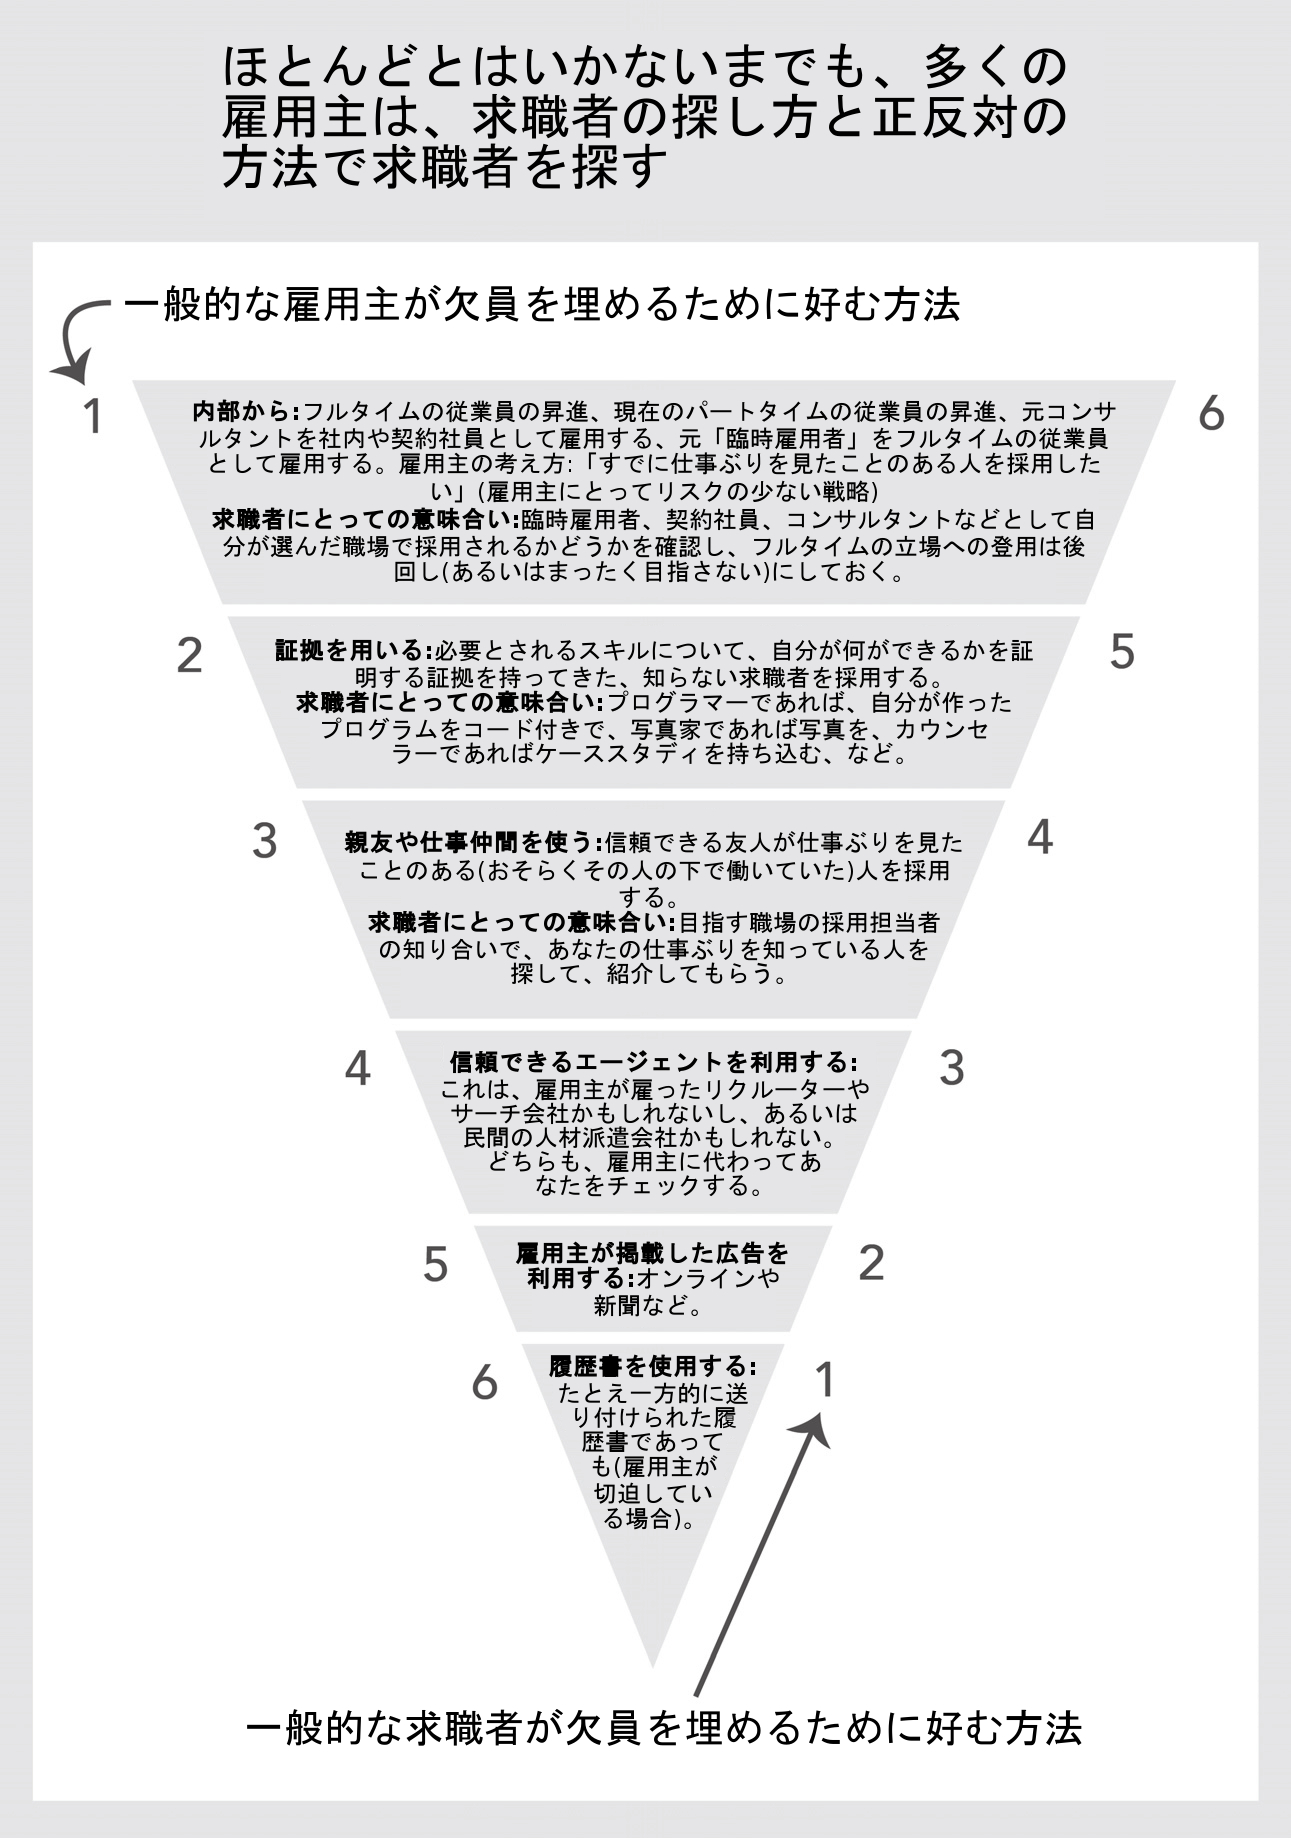 ほとんどとはいかないまでも、多くの
雇用主は、求職者の探し方と正反対の
方法で求職者を探す
一般的な雇用主が欠員を埋めるために好む方法
1
内部から:フルタイムの従業員の昇進、現在のパートタイムの従業員の昇進、元コンサ
ルタントを社内や契約社員として雇用する、元「臨時雇用者」をフルタイムの従業員
として雇用する。雇用主の考え方:「すでに仕事ぶりを見たことのある人を採用した
い」(雇用主にとってリスクの少ない戦略)
求職者にとっての意味合い:臨時雇用者、契約社員、コンサルタントなどとして自
分が選んだ職場で採用されるかどうかを確認し、フルタイムの立場への登用は後
回し(あるいはまったく目指さない)にしておく。
6
2
証拠を用いる:必要とされるスキルについて、自分が何ができるかを証
明する証拠を持ってきた、知らない求職者を採用する。
求職者にとっての意味合い:プログラマーであれば、自分が作った
プログラムをコード付きで、写真家であれば写真を、カウンセ
ラーであればケーススタディを持ち込む、など。
5
3
親友や仕事仲間を使う:信頼できる友人が仕事ぶりを見た
ことのある(おそらくその人の下で働いていた)人を採用
する。
求職者にとっての意味合い:目指す職場の採用担当者
の知り合いで、あなたの仕事ぶりを知っている人を
探して、紹介してもらう。
4
4
信頼できるエージェントを利用する:
これは、雇用主が雇ったリクルーターや
サーチ会社かもしれないし、あるいは
民間の人材派遣会社かもしれない。
どちらも、雇用主に代わってあ
なたをチェックする。
3
5
雇用主が掲載した広告を
利用する:オンラインや
新聞など。
2
6
履歴書を使用する:
たとえ一方的に送
り付けられた履
歴書であって
も(雇用主が
切迫してい
る場合)。
1
一般的な求職者が欠員を埋めるために好む方法